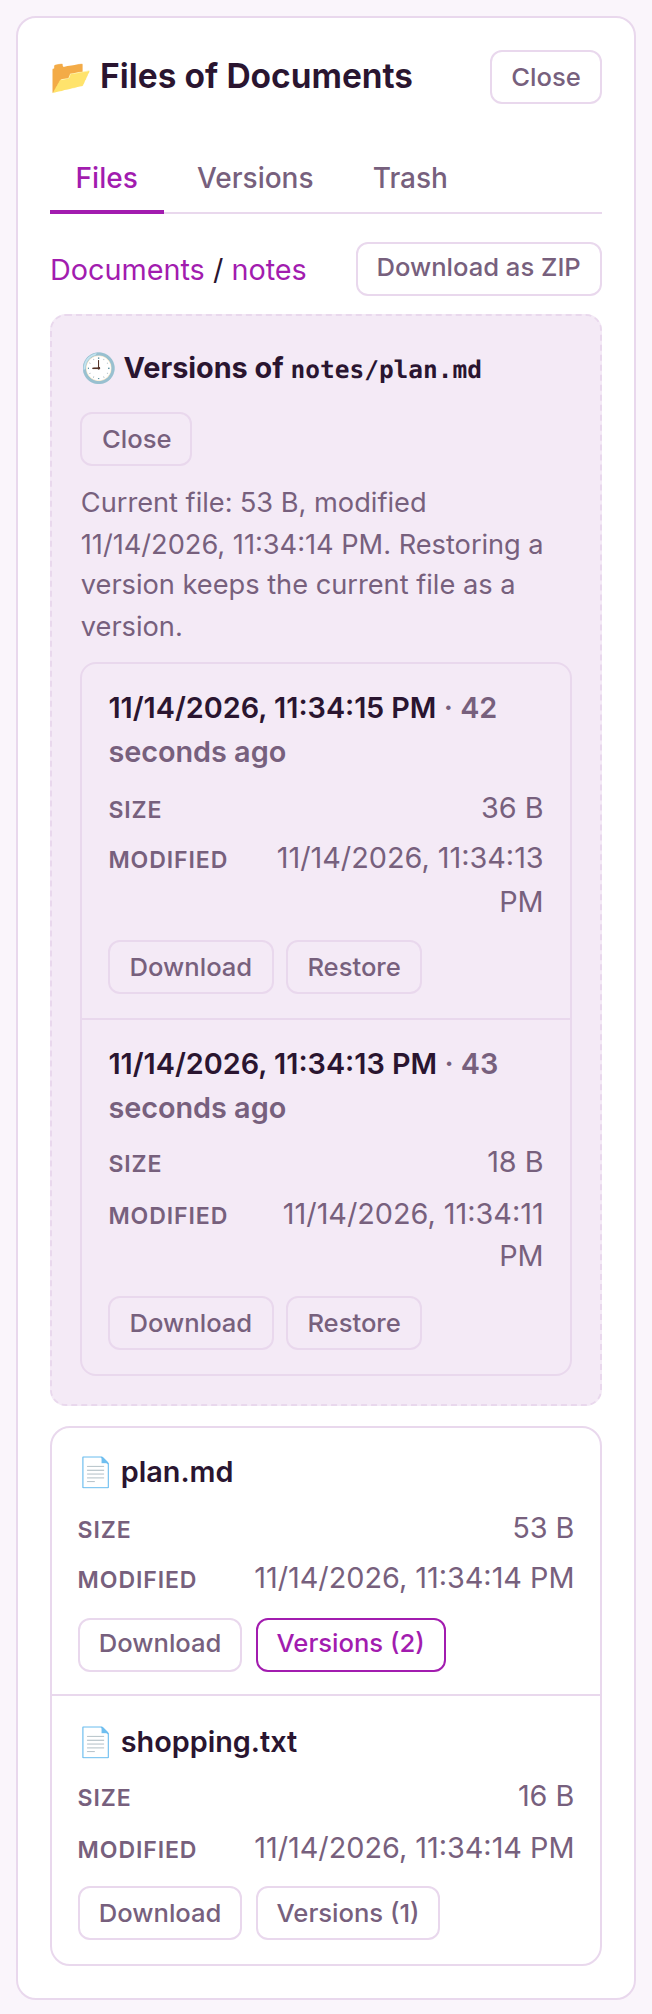 📂 Files of Documents
Close
Files
Versions
Trash
Documents / notes
Download as ZIP
🕘 Versions of notes/plan.md
Close
Current file: 53 B, modified
11/14/2026, 11:34:14 PM. Restoring a
version keeps the current file as a
version.
11/14/2026, 11:34:15 PM · 42
seconds ago
SIZE 36 B
MODIFIED 11/14/2026, 11:34:13
PM
Download
Restore
11/14/2026, 11:34:13 PM · 43
seconds ago
SIZE 18 B
MODIFIED 11/14/2026, 11:34:11
PM
Download
Restore
📄 plan.md
SIZE 53 B
MODIFIED 11/14/2026, 11:34:14 PM
Download
Versions (2)
📄 shopping.txt
SIZE 16 B
MODIFIED 11/14/2026, 11:34:14 PM
Download
Versions (1)